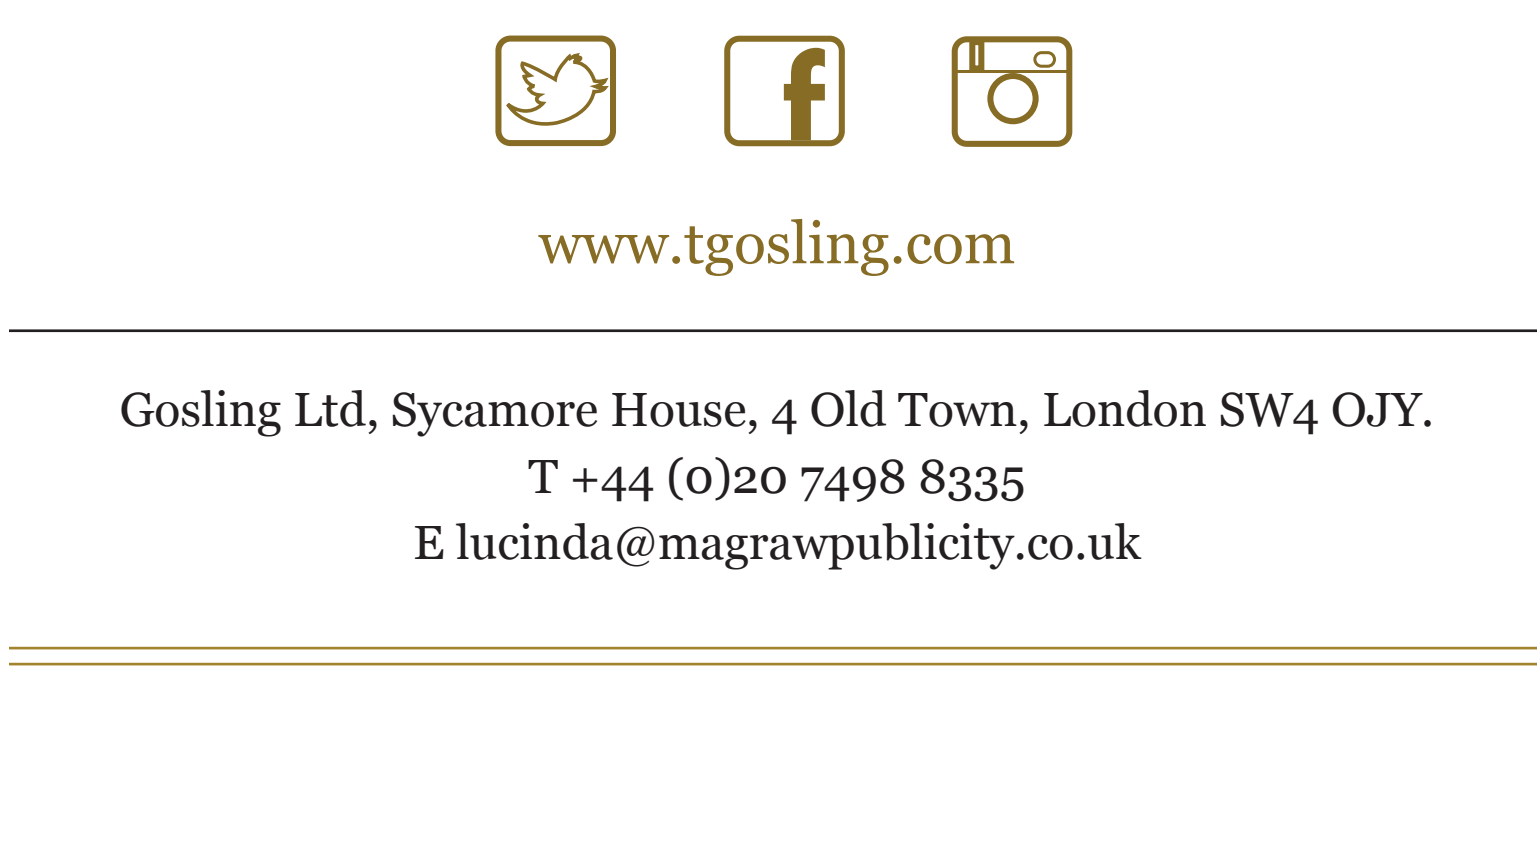 www.tgosling.com
Gosling Ltd, Sycamore House, 4 Old Town, London SW4 OJY.
T +44 (0)20 7498 8335
E lucinda@magrawpublicity.co.uk